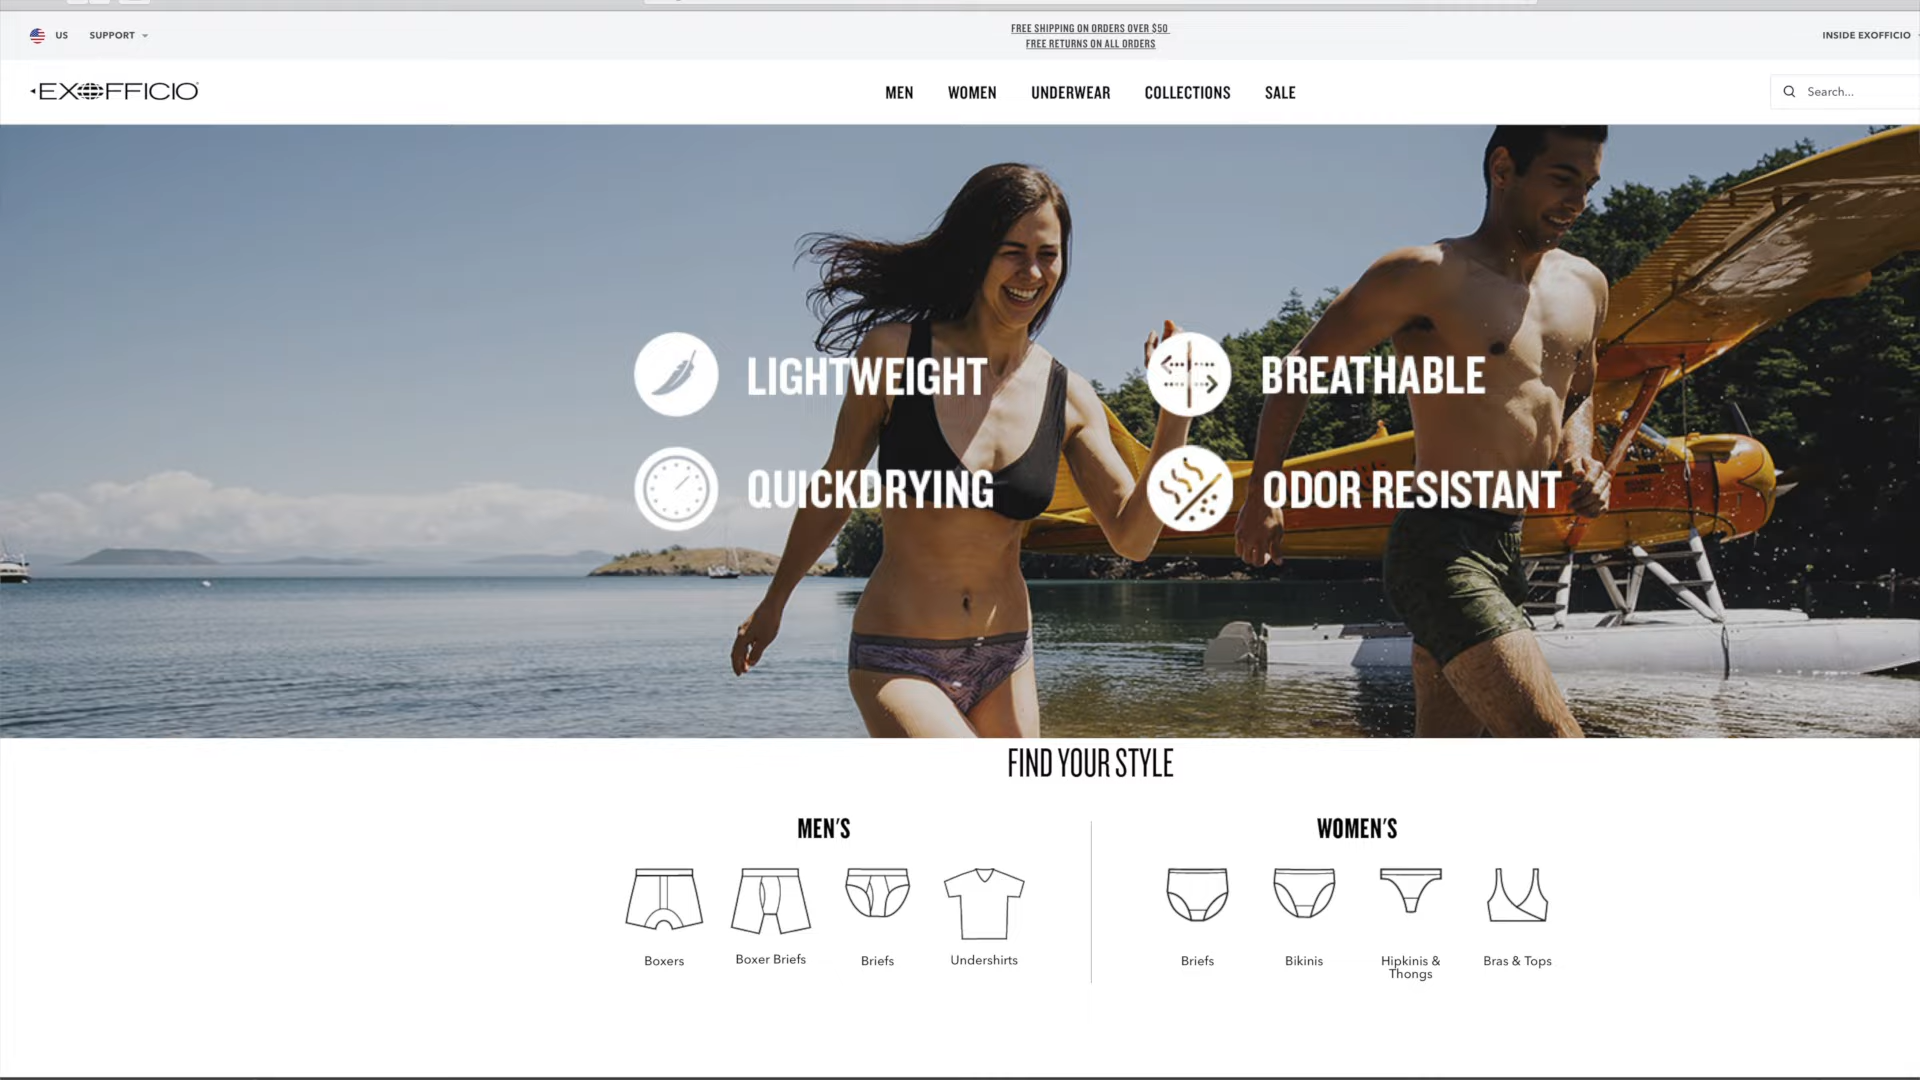 US SUPPORT
FREE SHIPPING ON ORDERS OVER $50
FREE RETURNS ON ALL ORDERS
INSIDE EXOFFICIO
EXOFFICIO
MEN WOMEN UNDERWEAR COLLECTIONS SALE
Search...
LIGHTWEIGHT
BREATHABLE
QUICKDRYING
ODOR RESISTANT
FIND YOUR STYLE
MEN'S
Boxers
Boxer Briefs
Briefs
Undershirts
WOMEN'S
Briefs
Bikinis
Hipkinis &
Thongs
Bras & Tops